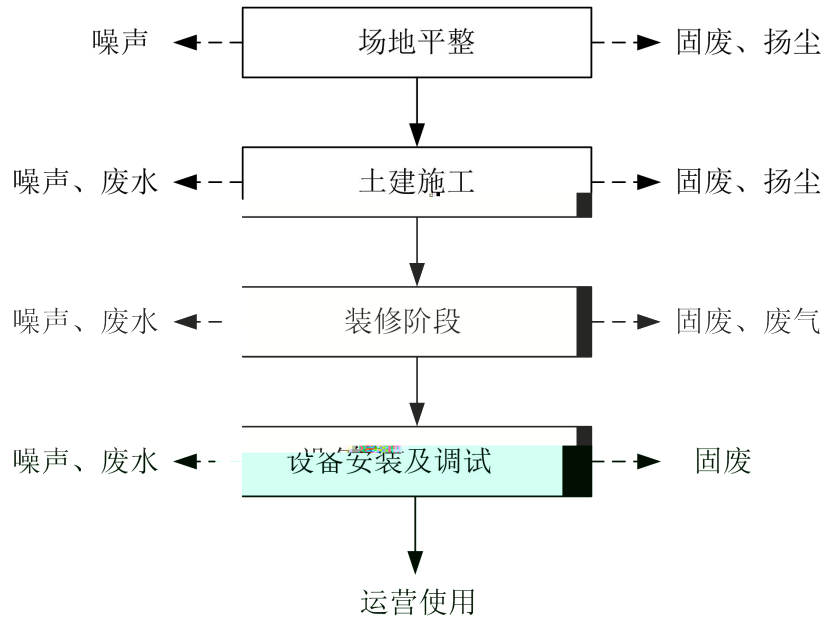 噪声 场地平整 固废、扬尘
噪声、废水 土建施工 固废、扬尘
噪声、废水 装修阶段 固废、废气
噪声、废水 设备安装及调试 固废
运营使用